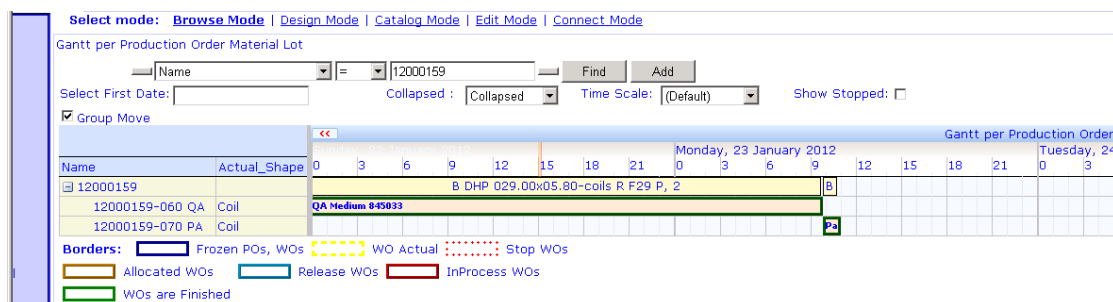 Select mode: Browse Mode | Design Mode | Catalog Mode | Edit Mode | Connect Mode
Gantt per Production Order Material Lot
Name = 12000159 Find Add
Select First Date: Collapsed : Collapsed Time Scale: (Default) Show Stopped:
Group Move
<< Gantt per Production Order
Sunday, 22 January 2012 Monday, 23 January 2012 Tuesday, 24
Name Actual_Shape 0 3 6 9 12 15 18 21 0 3 6 9 12 15 18 21 0 3
12000159 B DHP 029.00x05.80-coils R F29 P, 2 B
12000159-060 QA Coil QA Medium 845033
12000159-070 PA Coil Pa
Borders: Frozen POs, WOs WO Actual Stop WOs
Allocated WOs Release WOs InProcess WOs
WOs are Finished